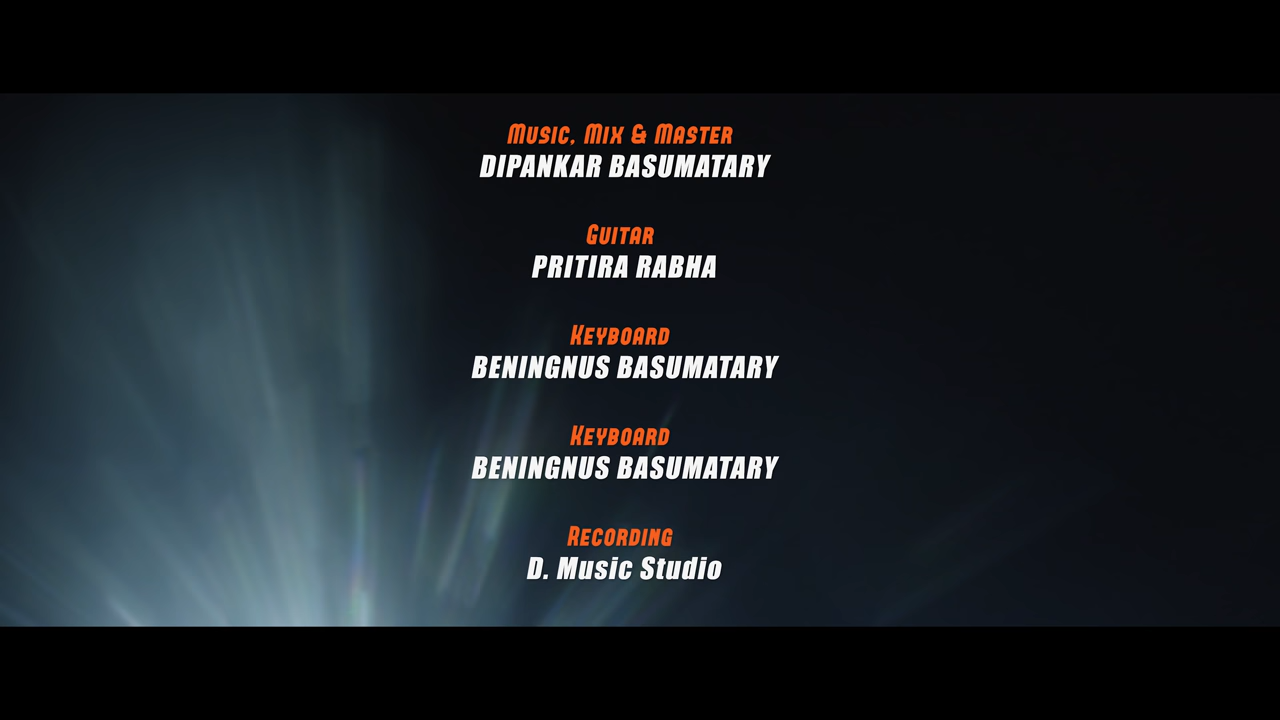 Music, Mix & Master
DIPANKAR BASUMATARY
Guitar
PRITIRA RABHA
Keyboard
BENINGNUS BASUMATARY
Keyboard
BENINGNUS BASUMATARY
Recording
D. Music Studio